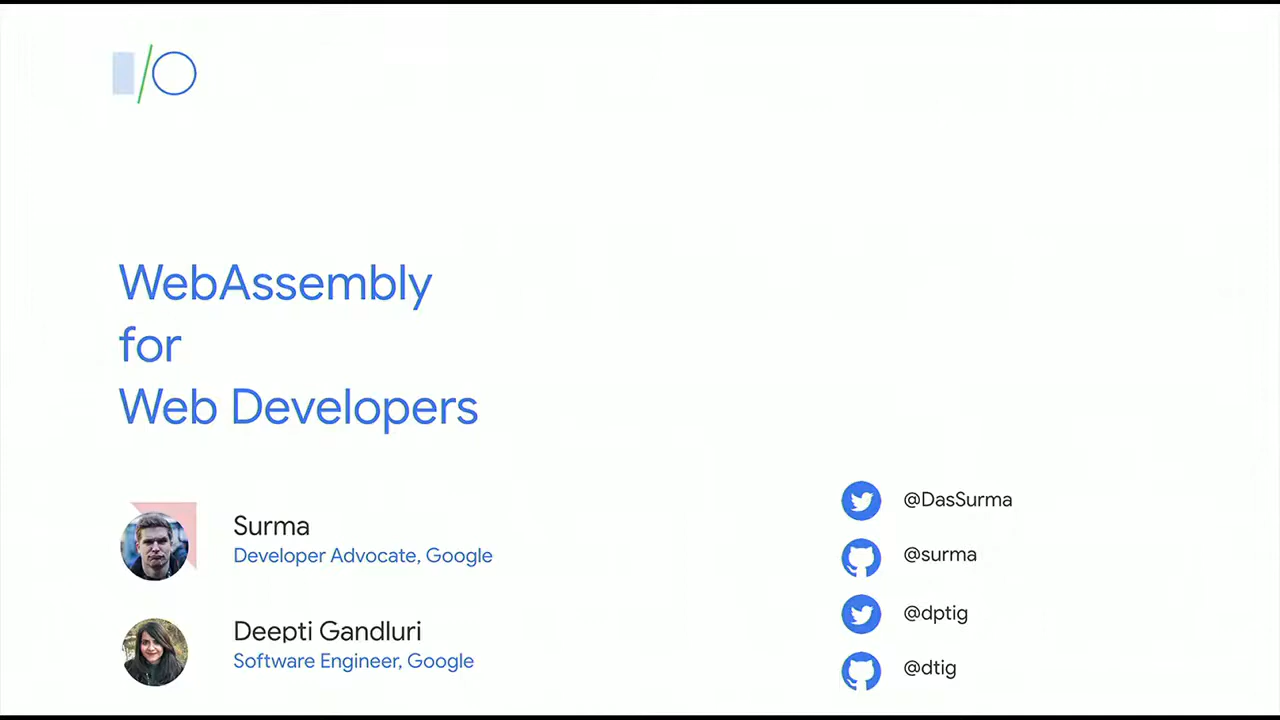 I/O
WebAssembly
for
Web Developers
Surma
Developer Advocate, Google
Deepti Gandluri
Software Engineer, Google
@DasSurma
@surma
@dptig
@dtig